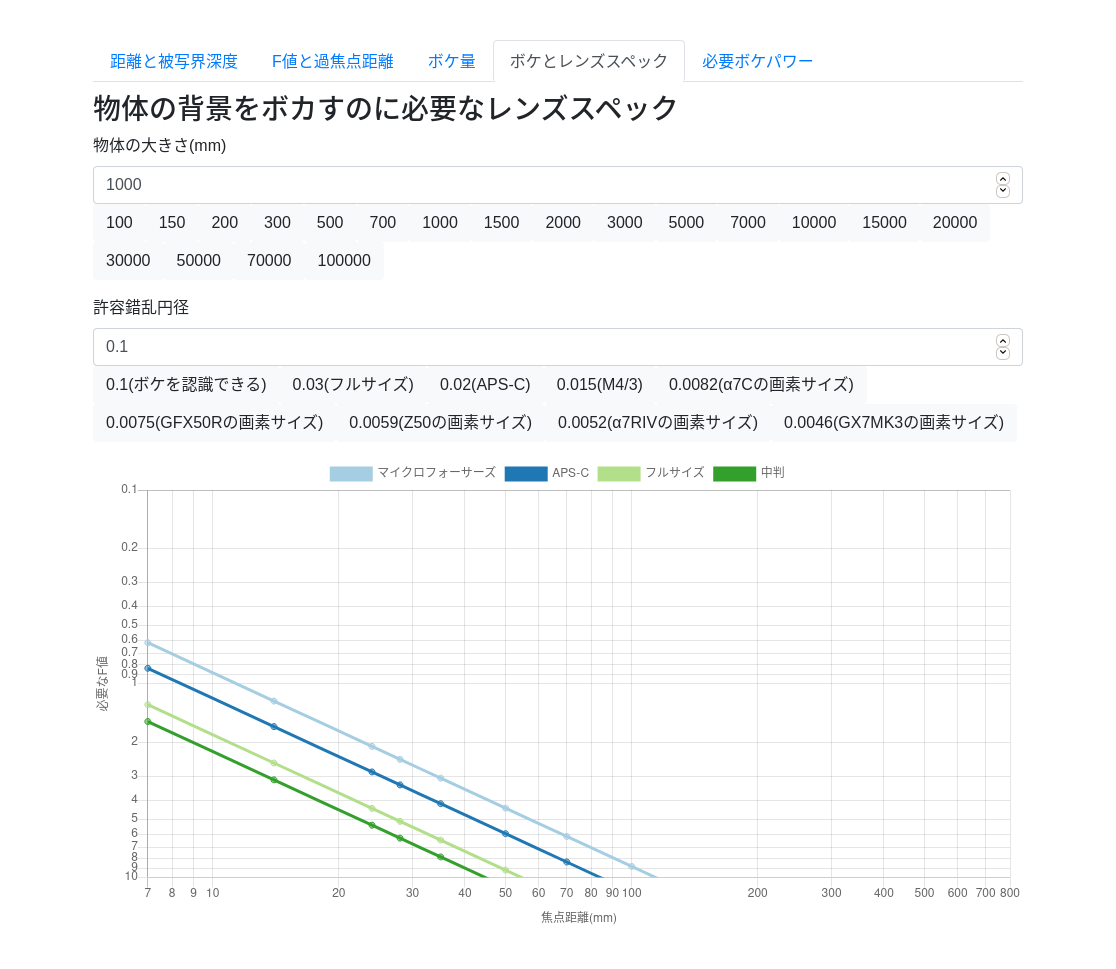 距離と被写界深度 F値と過焦点距離 ボケ量 ボケとレンズスペック 必要ボケパワー
物体の背景をボカすのに必要なレンズスペック
物体の大きさ(mm)
1000
100 150 200 300 500 700 1000 1500 2000 3000 5000 7000 10000 15000 20000
30000 50000 70000 100000
許容錯乱円径
0.1
0.1(ボケを認識できる) 0.03(フルサイズ) 0.02(APS-C) 0.015(M4/3) 0.0082(α7Cの画素サイズ)
0.0075(GFX50Rの画素サイズ) 0.0059(Z50の画素サイズ) 0.0052(α7RIVの画素サイズ) 0.0046(GX7MK3の画素サイズ)
マイクロフォーサーズ APS-C フルサイズ 中判
必要なF値
0.1
0.2
0.3
0.4
0.5
0.6
0.7
0.8
0.9
1
2
3
4
5
6
7
8
9
10
7 8 9 10 20 30 40 50 60 70 80 90 100 200 300 400 500 600 700 800
焦点距離(mm)